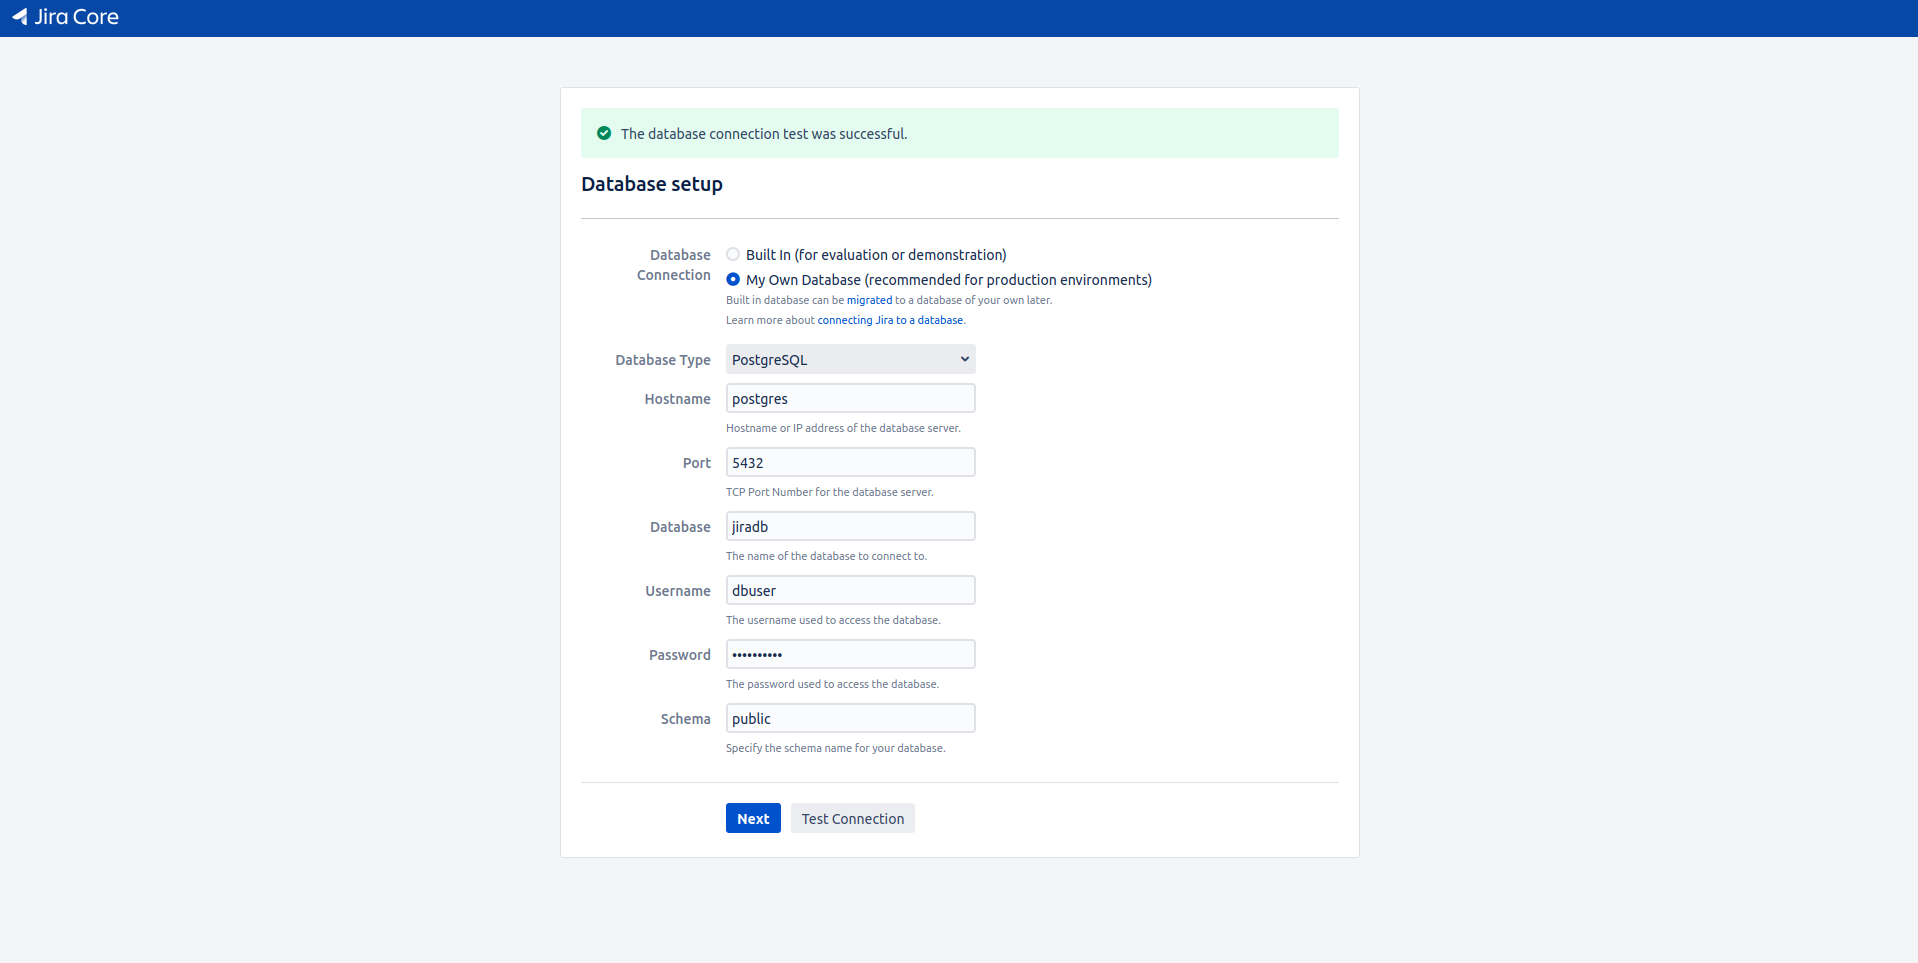 Jira Core
The database connection test was successful.
Database setup
Database Connection
Built In (for evaluation or demonstration)
My Own Database (recommended for production environments)
Built in database can be migrated to a database of your own later.
Learn more about connecting Jira to a database.
Database Type
PostgreSQL
Hostname
postgres
Hostname or IP address of the database server.
Port
5432
TCP Port Number for the database server.
Database
jiradb
The name of the database to connect to.
Username
dbuser
The username used to access the database.
Password
••••••••••
The password used to access the database.
Schema
public
Specify the schema name for your database.
Next
Test Connection